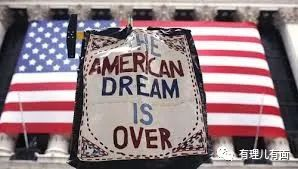 THE
AMERICAN
DREAM
IS
OVER
有理儿有面